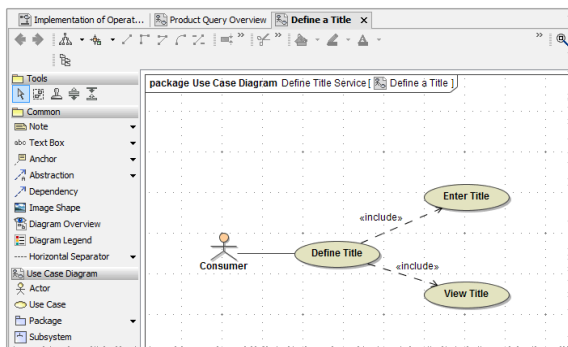 Implementation of Operat...
Product Query Overview
Define a Title
Tools
Common
Note
abc Text Box
Anchor
Abstraction
Dependency
Image Shape
Diagram Overview
Diagram Legend
Horizontal Separator
Use Case Diagram
Actor
Use Case
Package
Subsystem
package Use Case Diagram Define Title Service[ Define a Title ]
Enter Title
«include»
Define Title
Consumer
«include»
View Title